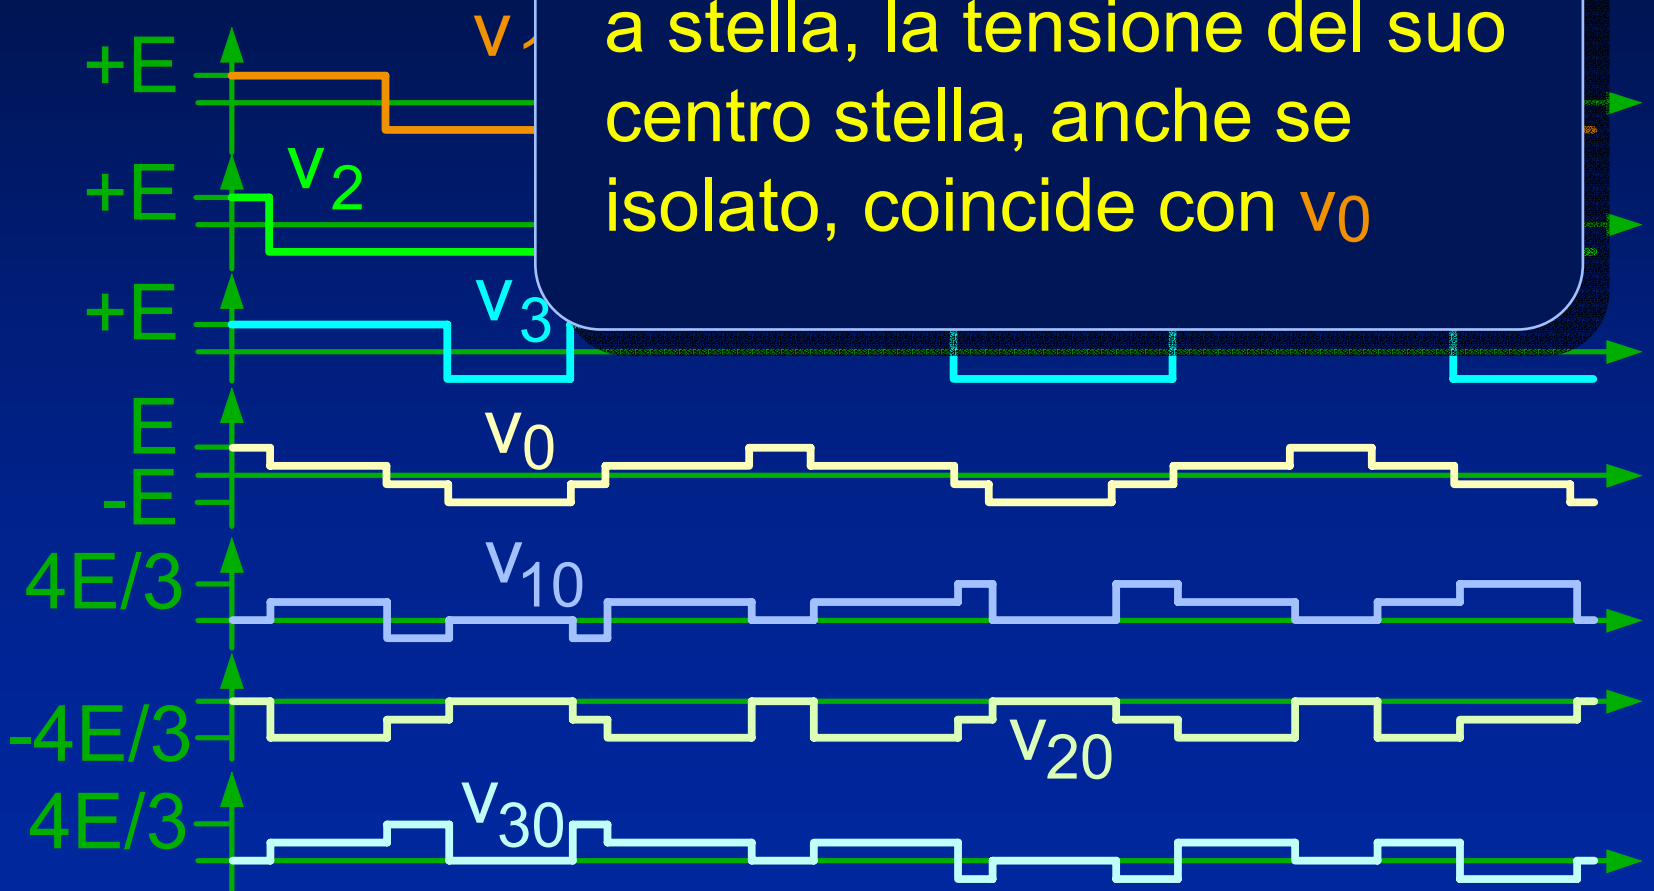 a stella, la tensione del suo
centro stella, anche se
isolato, coincide con v0
+E
+E v2
+E v3
E v0
-E
4E/3 v10
-4E/3 v20
4E/3 v30